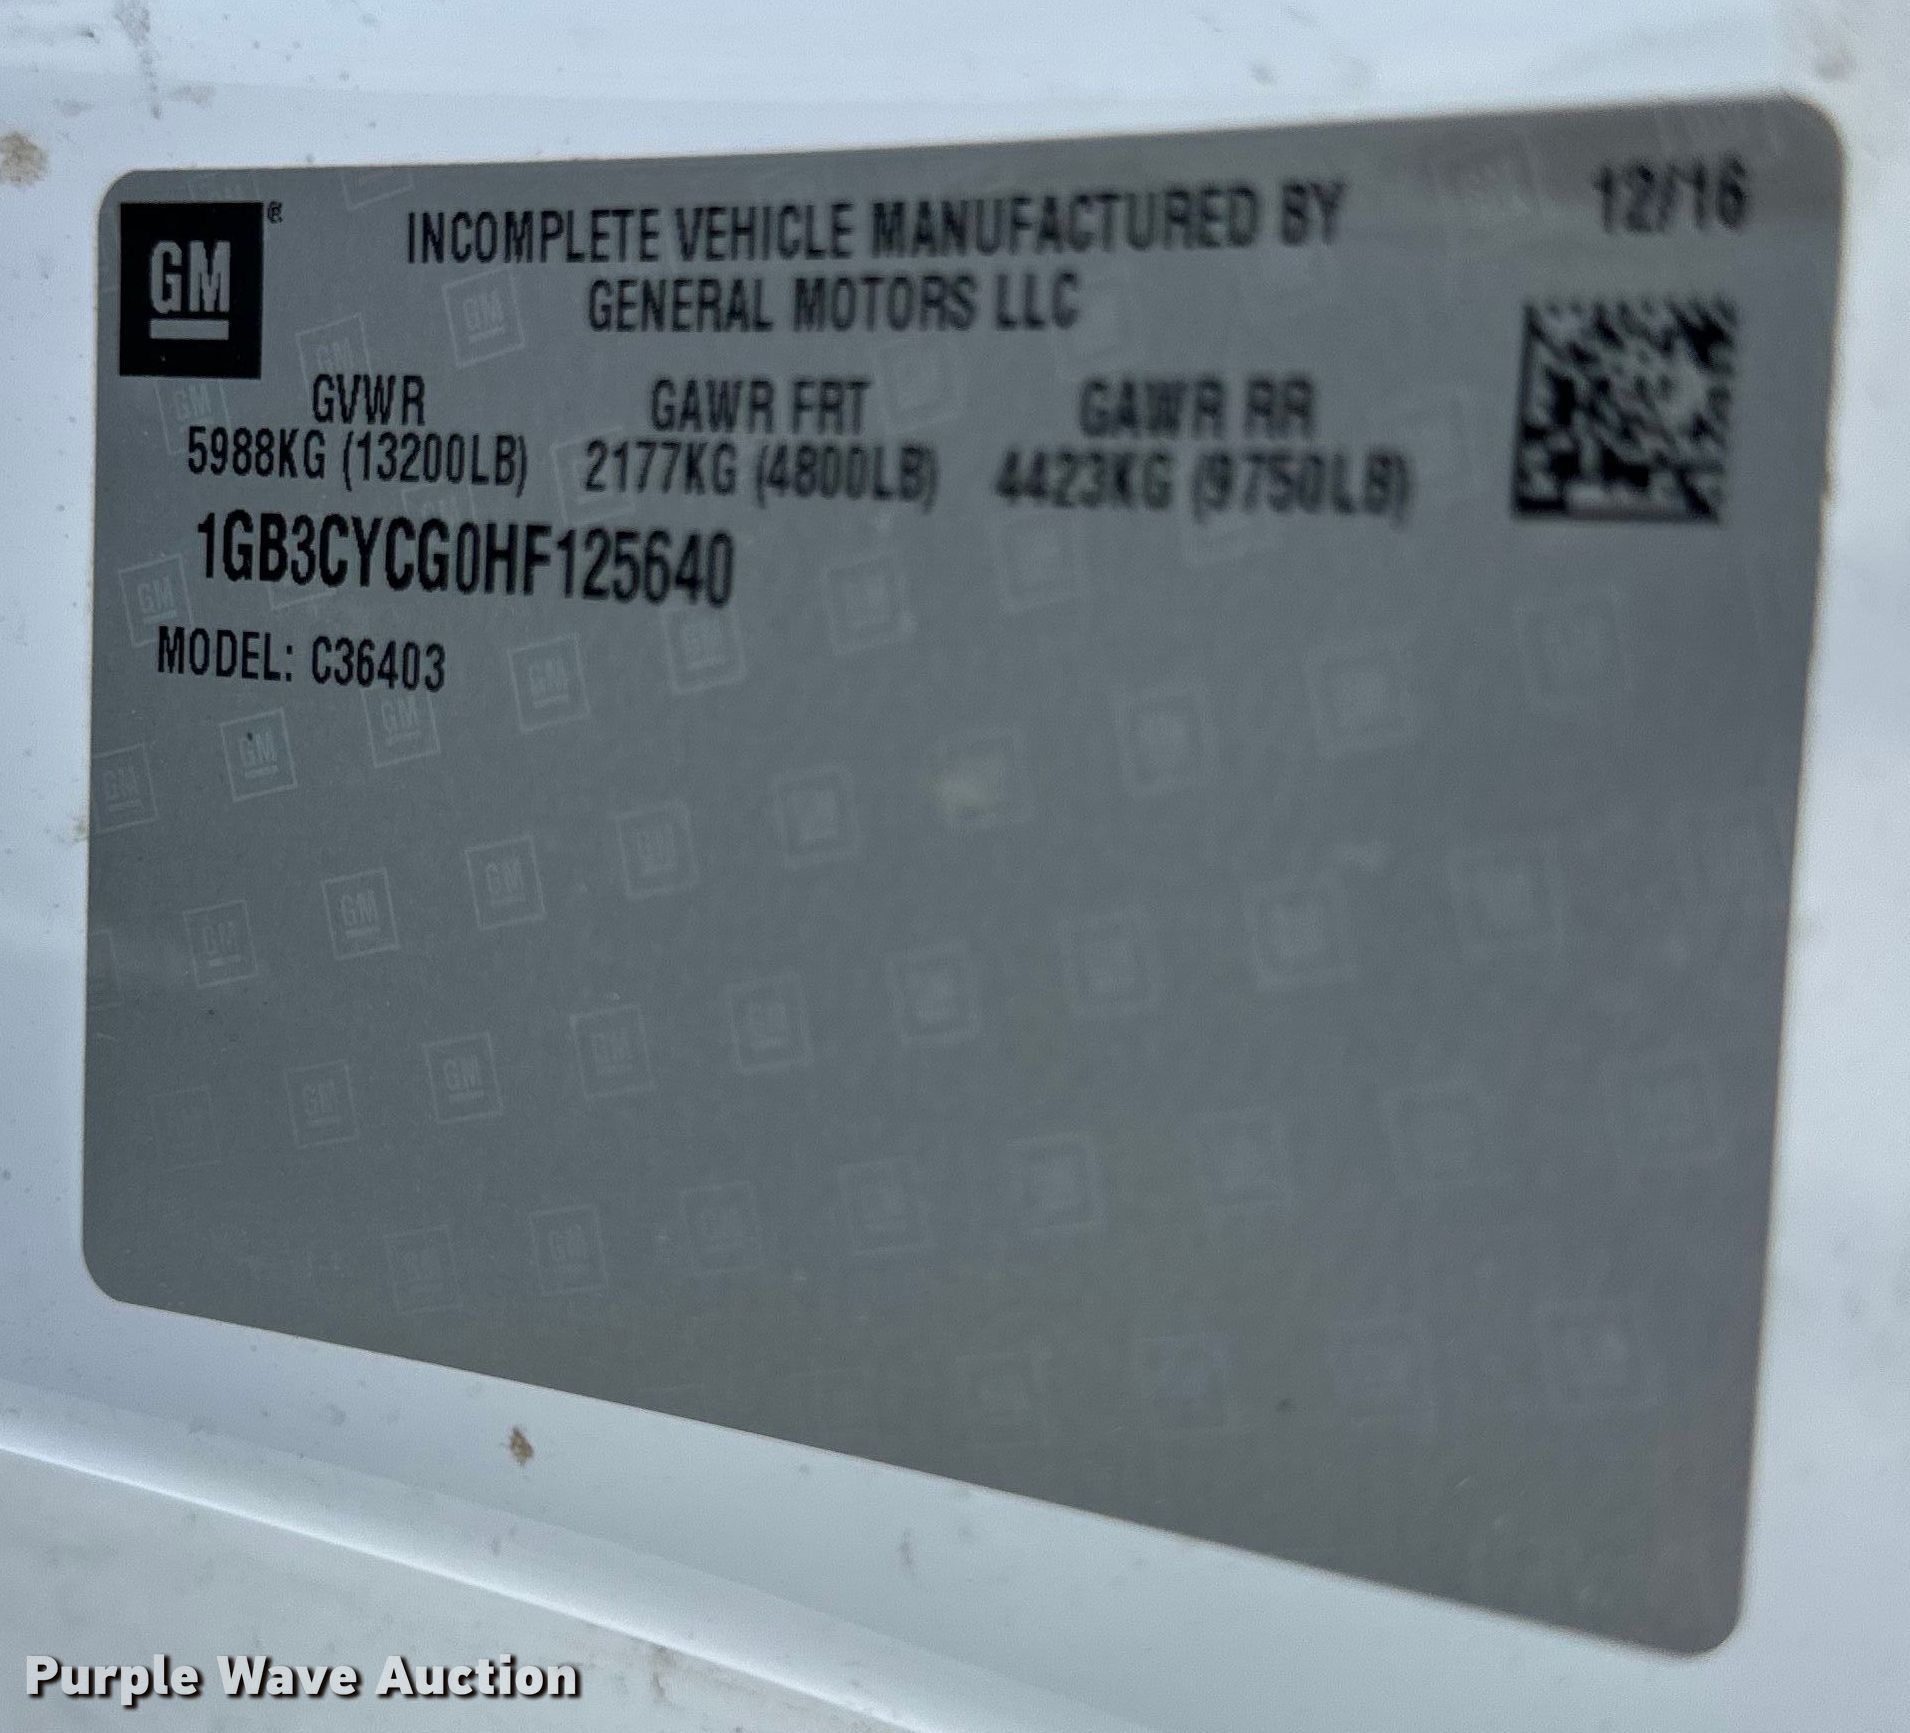 GM®
INCOMPLETE VEHICLE MANUFACTURED BY
GENERAL MOTORS LLC
12/16
GVWR GAWR FRT GAWR RR
5988KG (13200LB) 2177KG (4800LB) 4423KG (9750LB)
1GB3CYCG0HF125640
MODEL: C36403
Purple Wave Auction